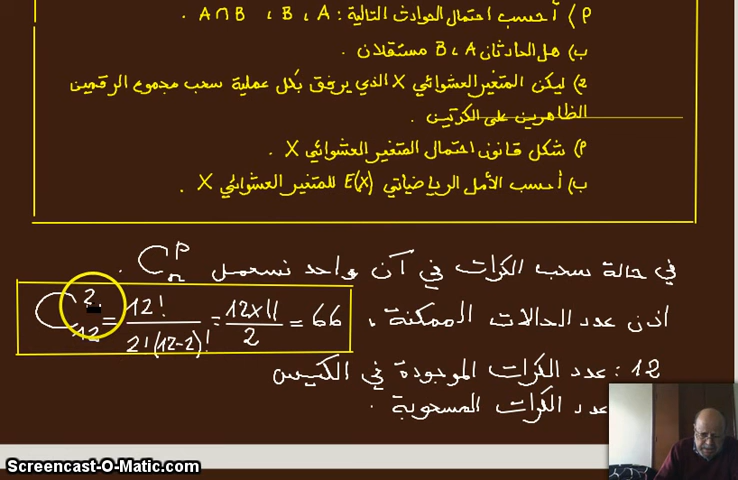 أ) أحسب احتمال الحوادث التالية : A ، B ، A∩B .
ب) هل الحادثان A ، B مستقلان .
2) ليكن المتغير العشوائي X الذي يرفق بكل عملية سحب مجموع الرقمين
الظاهرين على الكرتين .
أ) شكل قانون احتمال المتغير العشوائي X .
ب) أحسب الأمل الرياضياتي E(X) للمتغير العشوائي X .
في حالة سحب الكرات في آن واحد نستعمل C_n^p .
اذن عدد الحالات الممكنة ، C_12^2 = 12!/2!(12-2)! = 12x11/2 = 66
12 : عدد الكرات الموجودة في الكيس
عدد الكرات المسحوبة .
Screencast-O-Matic.com